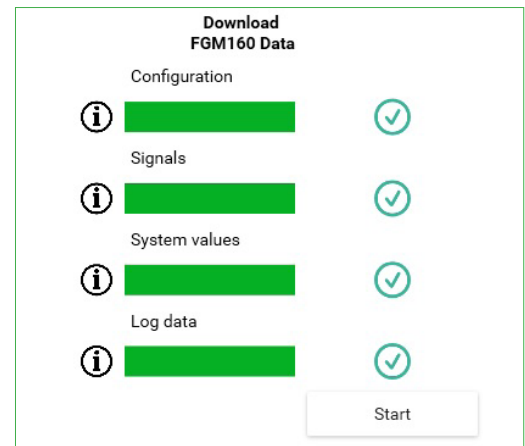 Download
FGM160 Data
Configuration
Signals
System values
Log data
Start